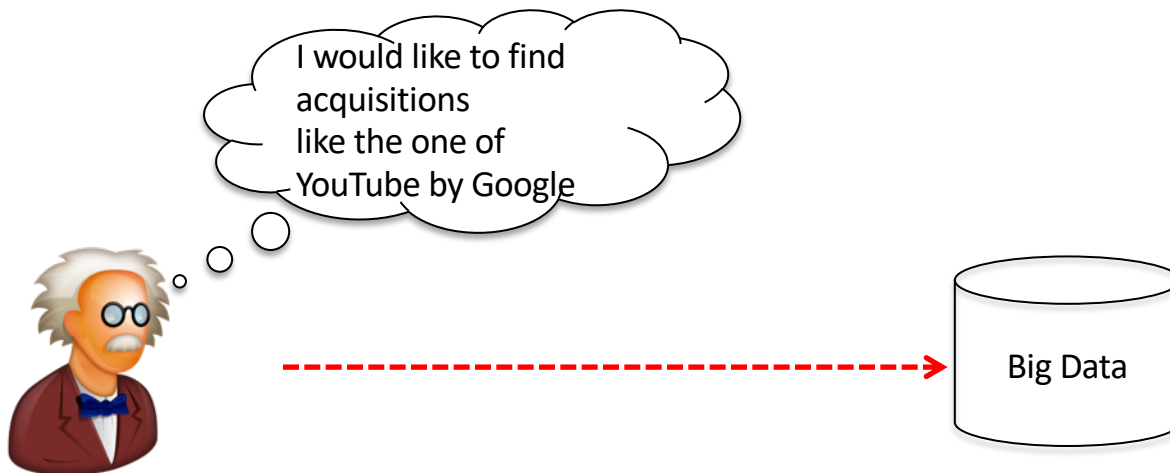 I would like to find
acquisitions
like the one of
YouTube by Google
Big Data